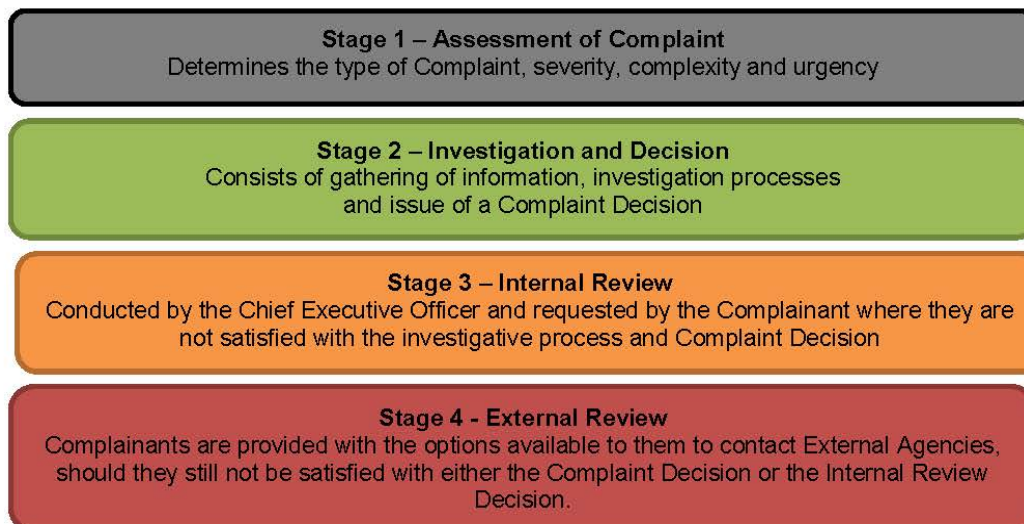 Stage 1 – Assessment of Complaint
Determines the type of Complaint, severity, complexity and urgency
Stage 2 – Investigation and Decision
Consists of gathering of information, investigation processes
and issue of a Complaint Decision
Stage 3 – Internal Review
Conducted by the Chief Executive Officer and requested by the Complainant where they are
not satisfied with the investigative process and Complaint Decision
Stage 4 - External Review
Complainants are provided with the options available to them to contact External Agencies,
should they still not be satisfied with either the Complaint Decision or the Internal Review
Decision.